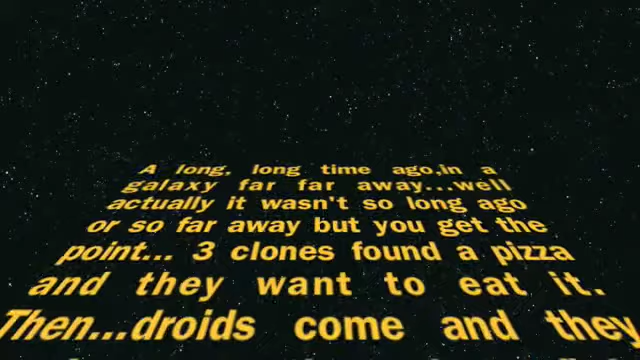 A long, long time ago,in a
galaxy far far away...well
actually it wasn't so long ago
or so far away but you get the
point... 3 clones found a pizza
and they want to eat it.
Then...droids come and they